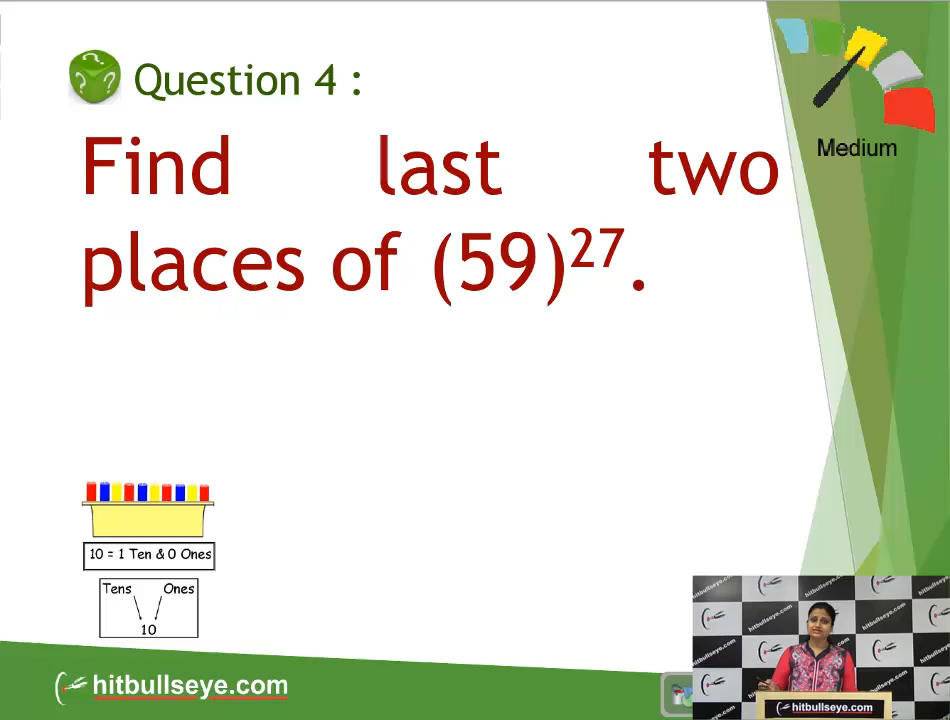 Question 4 :
Medium
Find last two
places of (59)²⁷.
10 = 1 Ten & 0 Ones
Tens Ones
10
hitbullseye.com
hitbullseye.com